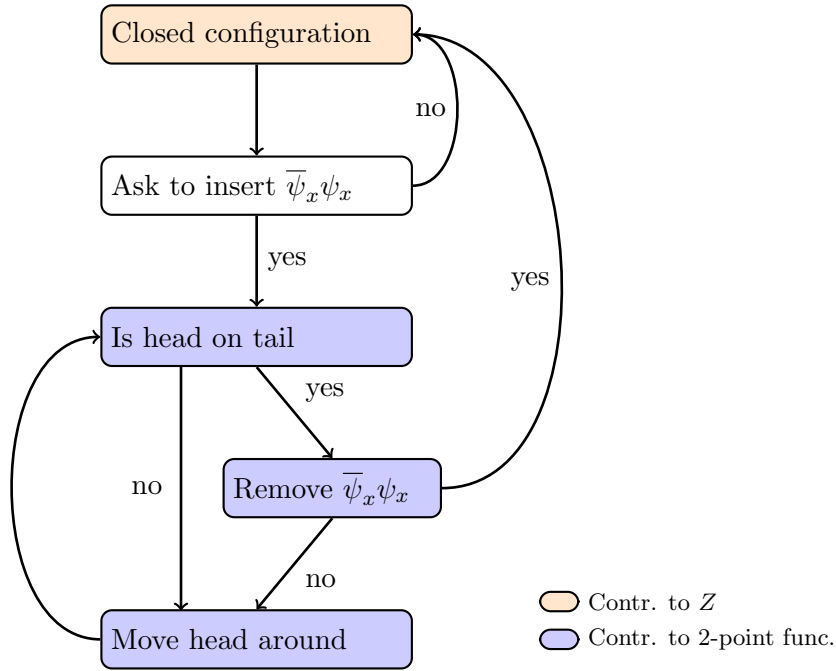 Closed configuration
no
Ask to insert ψ̅ₓψₓ
yes
yes
Is head on tail
yes
no
Remove ψ̅ₓψₓ
no
Contr. to Z
Move head around
Contr. to 2-point func.